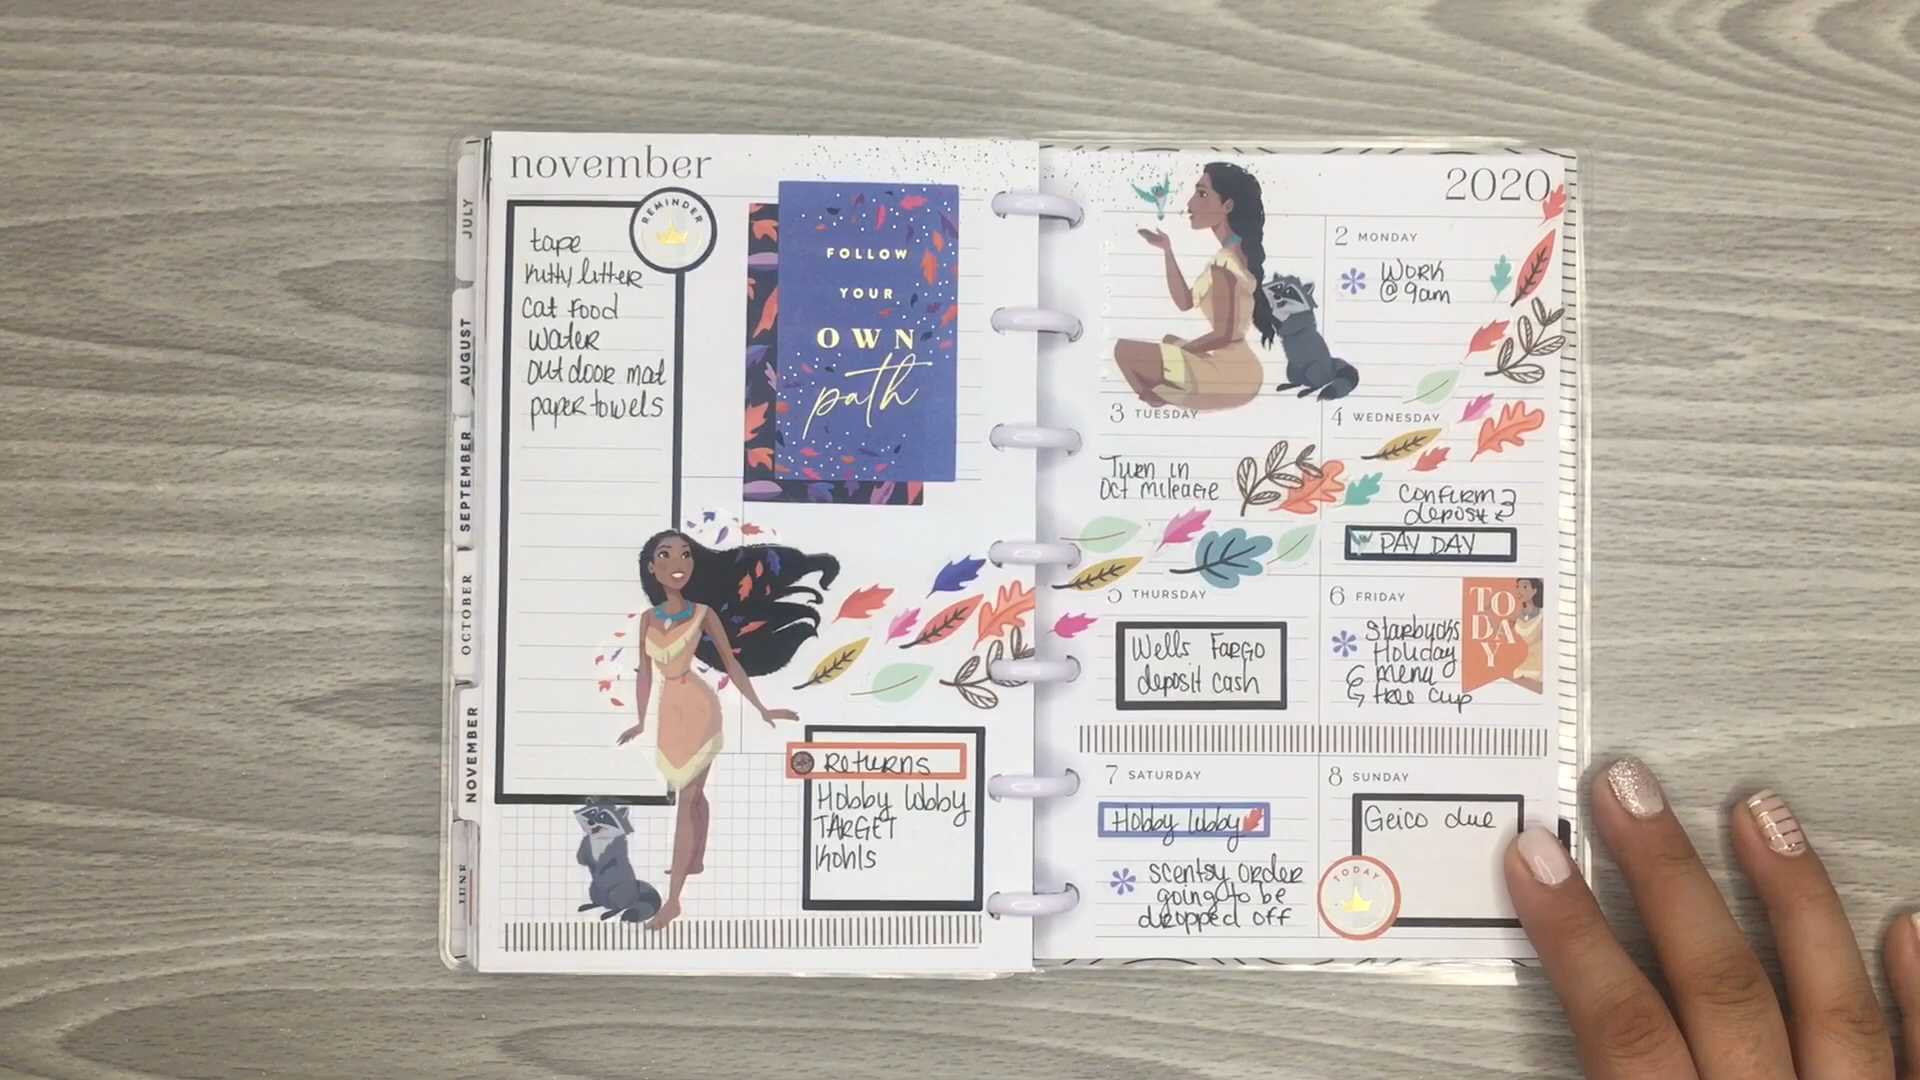 november
REMINDER
tape
kitty litter
cat food
water
outdoor mat
paper towels
FOLLOW
YOUR
OWN
path
Returns
Hobby Lobby
TARGET
Kohls
JULY
AUGUST
SEPTEMBER
OCTOBER
NOVEMBER
JUNE
2020
2 MONDAY
WORK
@ 9am
3 TUESDAY
Turn in
Oct mileage
4 WEDNESDAY
confirm
deposit
PAY DAY
5 THURSDAY
Wells Fargo
deposit cash
6 FRIDAY
TO
DA
Y
Starbucks
Holiday
menu
free cup
7 SATURDAY
Hobby Lobby
scentsy order
going to be
dropped off
8 SUNDAY
Geico due
TODAY